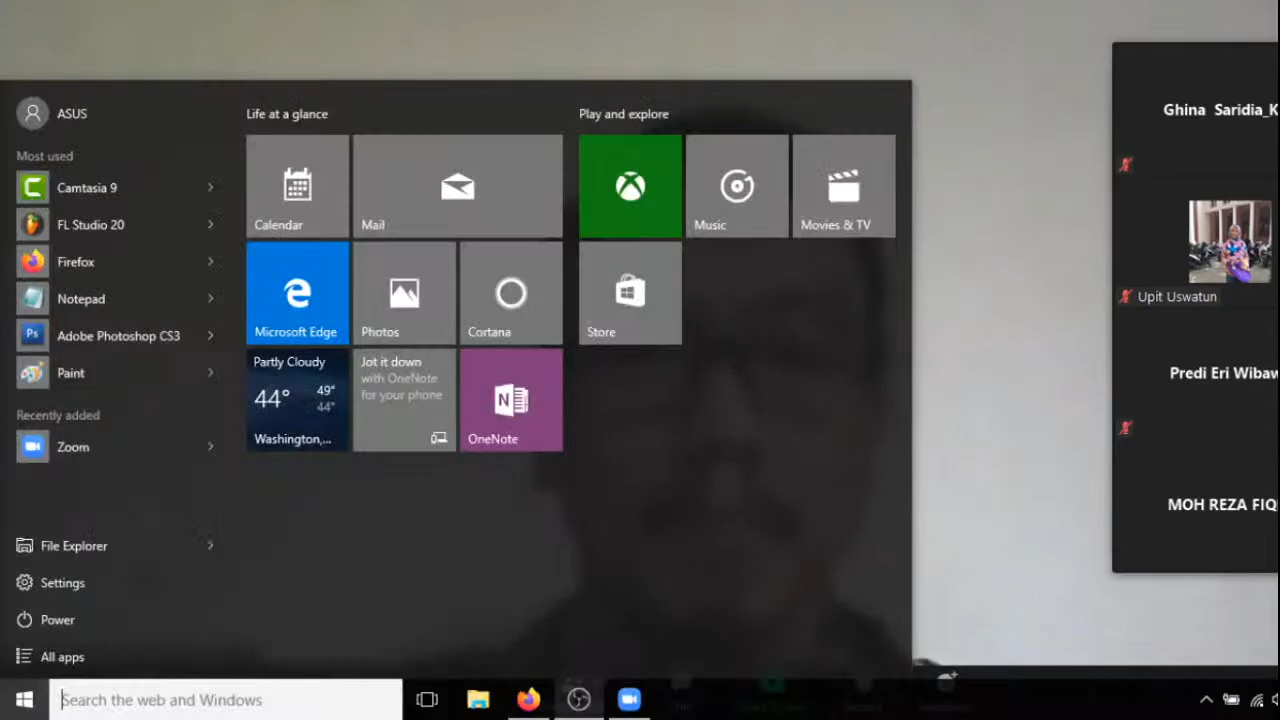 ASUS
Most used
Camtasia 9
FL Studio 20
Firefox
Notepad
Adobe Photoshop CS3
Paint
Recently added
Zoom
File Explorer
Settings
Power
All apps
Life at a glance
Calendar
Mail
Microsoft Edge
Photos
Cortana
Partly Cloudy
44°
49°
44°
Washington,...
Jot it down
with OneNote
for your phone
OneNote
Play and explore
Music
Movies & TV
Store
Ghina Saridia_K
Upit Uswatun
Predi Eri Wibaw
MOH REZA FIQ
Search the web and Windows